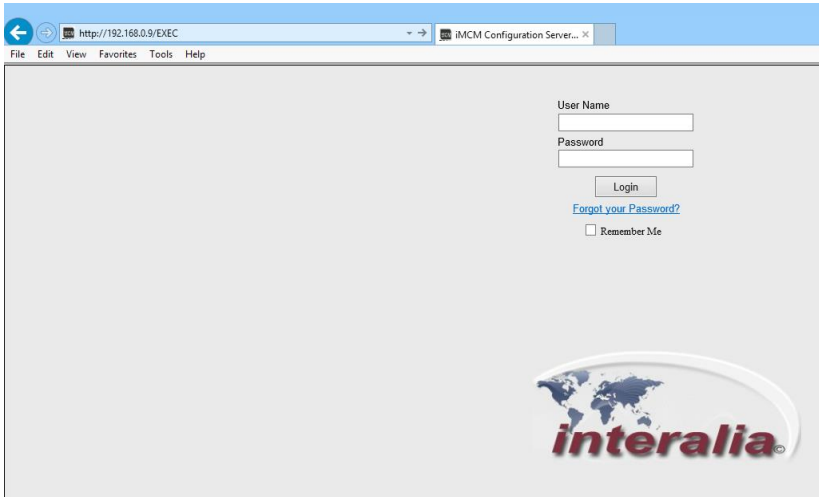 http://192.168.0.9/EXEC
iMCM Configuration Server...
File Edit View Favorites Tools Help
User Name
Password
Login
Forgot your Password?
Remember Me
interalia